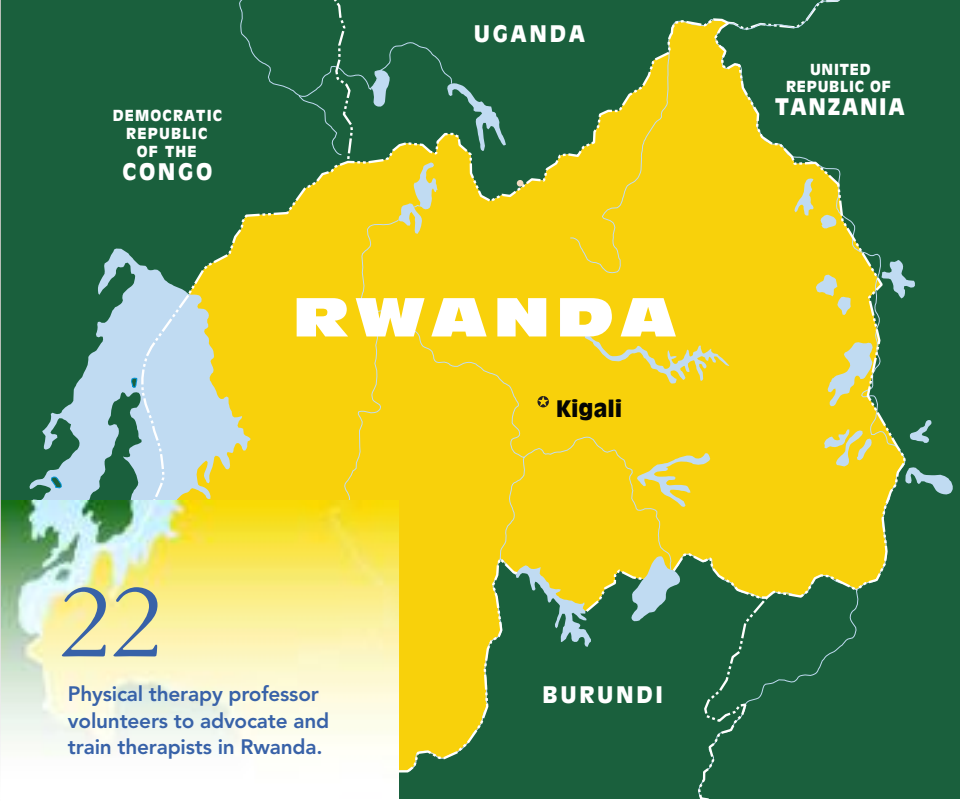 UGANDA
UNITED
REPUBLIC OF
TANZANIA
DEMOCRATIC
REPUBLIC
OF THE
CONGO
RWANDA
Kigali
22
Physical therapy professor
volunteers to advocate and
train therapists in Rwanda.
BURUNDI